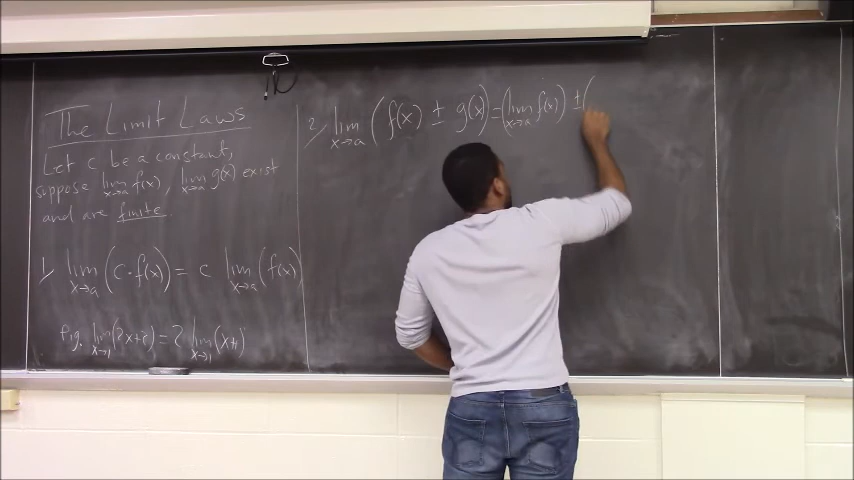 The Limit Laws
Let c be a constant,
suppose lim x→a f(x), lim x→a g(x) exist
and are finite.
1) lim x→a (c·f(x)) = c lim x→a (f(x))
e.g. lim x→1 (2x+2) = 2 lim x→1 (x+1)
2) lim x→a (f(x) ± g(x)) = (lim x→a f(x)) ± (